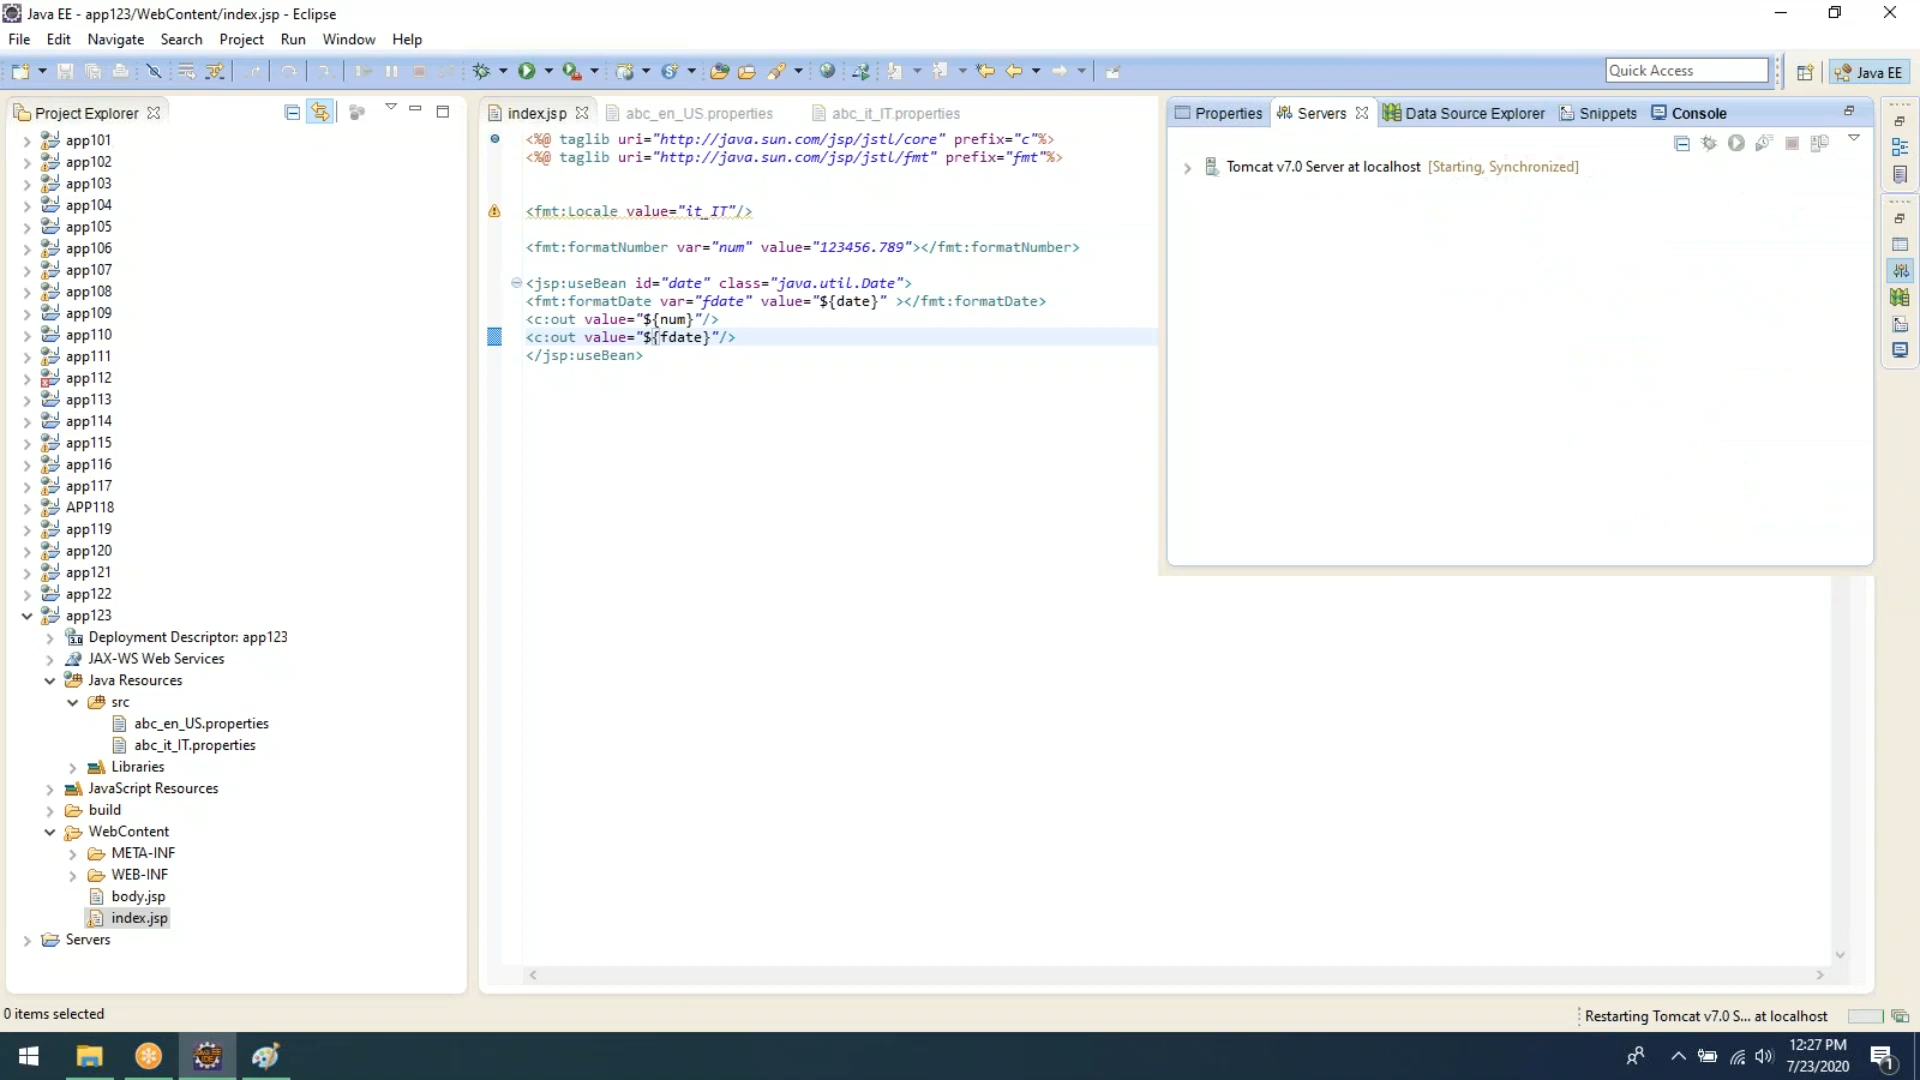 Java EE - app123/WebContent/index.jsp - Eclipse
File Edit Navigate Search Project Run Window Help
Quick Access
Java EE
Project Explorer
app101
app102
app103
app104
app105
app106
app107
app108
app109
app110
app111
app112
app113
app114
app115
app116
app117
APP118
app119
app120
app121
app122
app123
Deployment Descriptor: app123
JAX-WS Web Services
Java Resources
src
abc_en_US.properties
abc_it_IT.properties
Libraries
JavaScript Resources
build
WebContent
META-INF
WEB-INF
body.jsp
index.jsp
Servers
index.jsp abc_en_US.properties abc_it_IT.properties
<%@ taglib uri="http://java.sun.com/jsp/jstl/core" prefix="c"%>
<%@ taglib uri="http://java.sun.com/jsp/jstl/fmt" prefix="fmt"%>
<fmt:Locale value="it_IT"/>
<fmt:formatNumber var="num" value="123456.789"></fmt:formatNumber>
<jsp:useBean id="date" class="java.util.Date">
<fmt:formatDate var="fdate" value="${date}" ></fmt:formatDate>
<c:out value="${num}"/>
<c:out value="${fdate}"/>
</jsp:useBean>
Properties Servers Data Source Explorer Snippets Console
Tomcat v7.0 Server at localhost [Starting, Synchronized]
0 items selected
Restarting Tomcat v7.0 S... at localhost
12:27 PM
7/23/2020
1